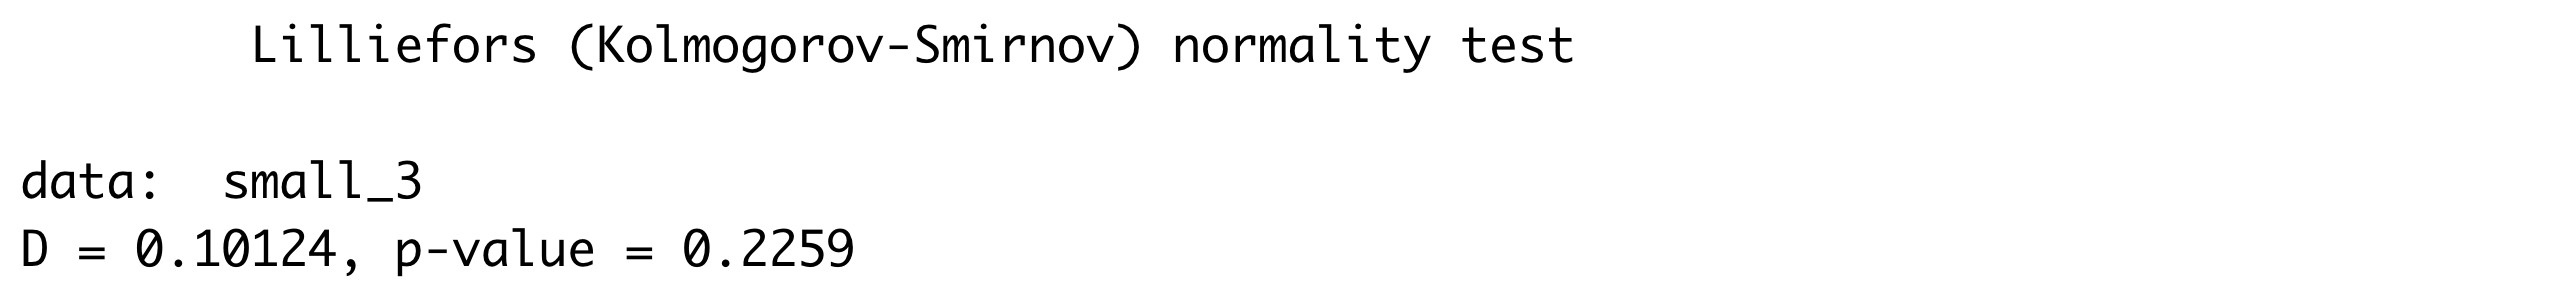 Lilliefors (Kolmogorov-Smirnov) normality test
data:  small_3
D = 0.10124, p-value = 0.2259